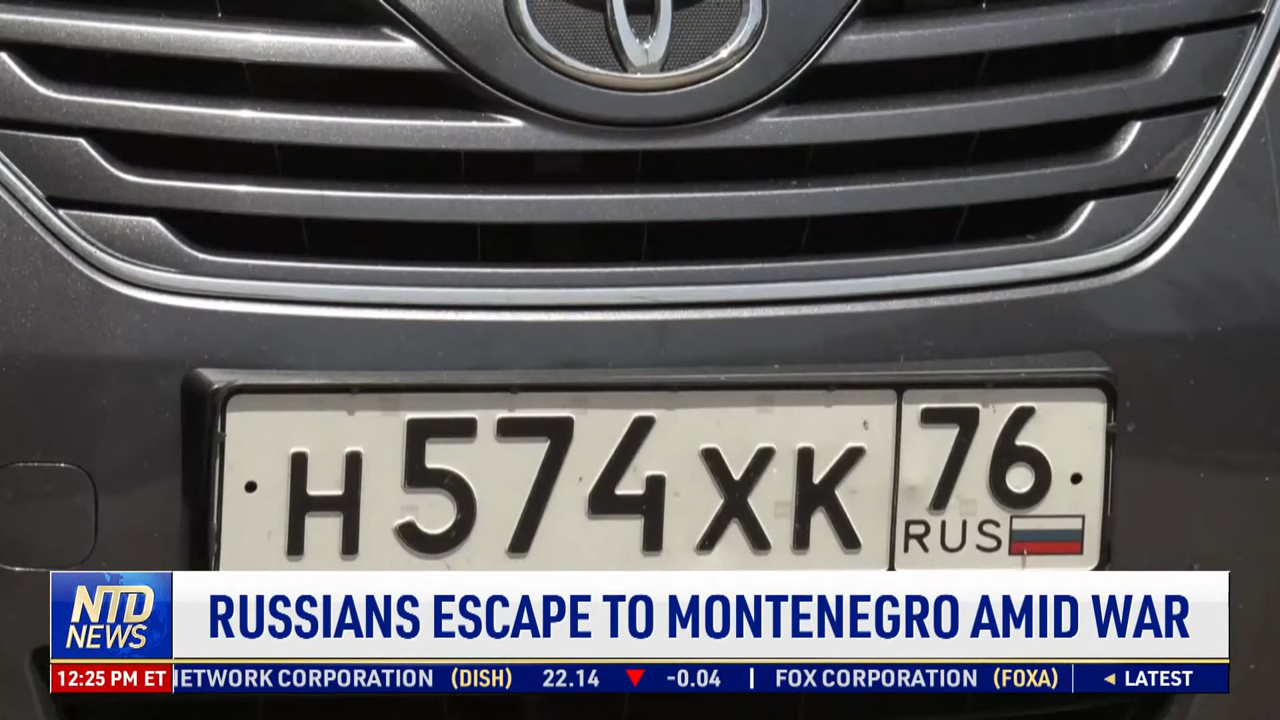 Н574ХК 76
RUS
NTD
NEWS
RUSSIANS ESCAPE TO MONTENEGRO AMID WAR
12:25 PM ET
ETWORK CORPORATION (DISH) 22.14 ▼ -0.04 | FOX CORPORATION (FOXA)
◄ LATEST